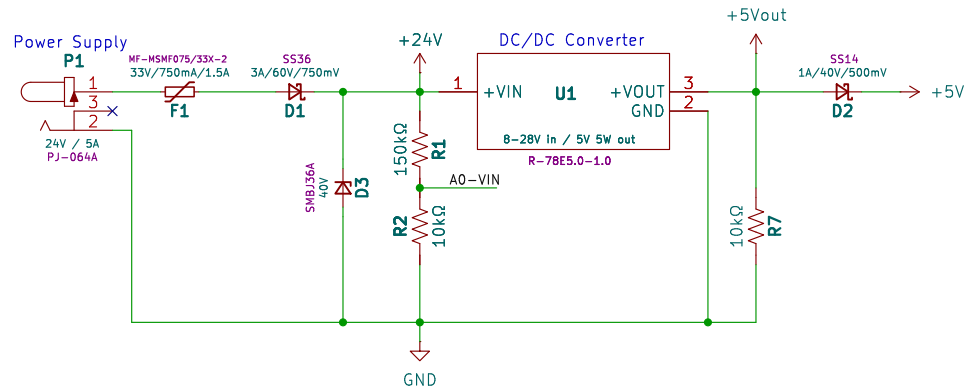 Power Supply
P1
1
3
2
24V / 5A
PJ-064A
MF-MSMF075/33X-2
33V/750mA/1.5A
F1
SS36
3A/60V/750mV
D1
SMBJ36A
40V
D3
+24V
150kΩ
R1
A0-VIN
R2
10kΩ
GND
DC/DC Converter
1
+VIN
U1
+VOUT
3
GND
2
8-28V in / 5V 5W out
R-78E5.0-1.0
+5Vout
10kΩ
R7
SS14
1A/40V/500mV
D2
+5V